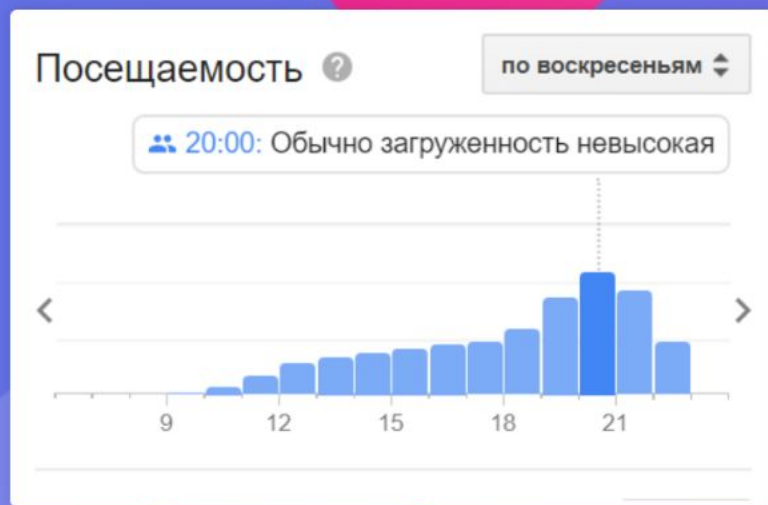 Посещаемость ? по воскресеньям
20:00: Обычно загруженность невысокая
9 12 15 18 21